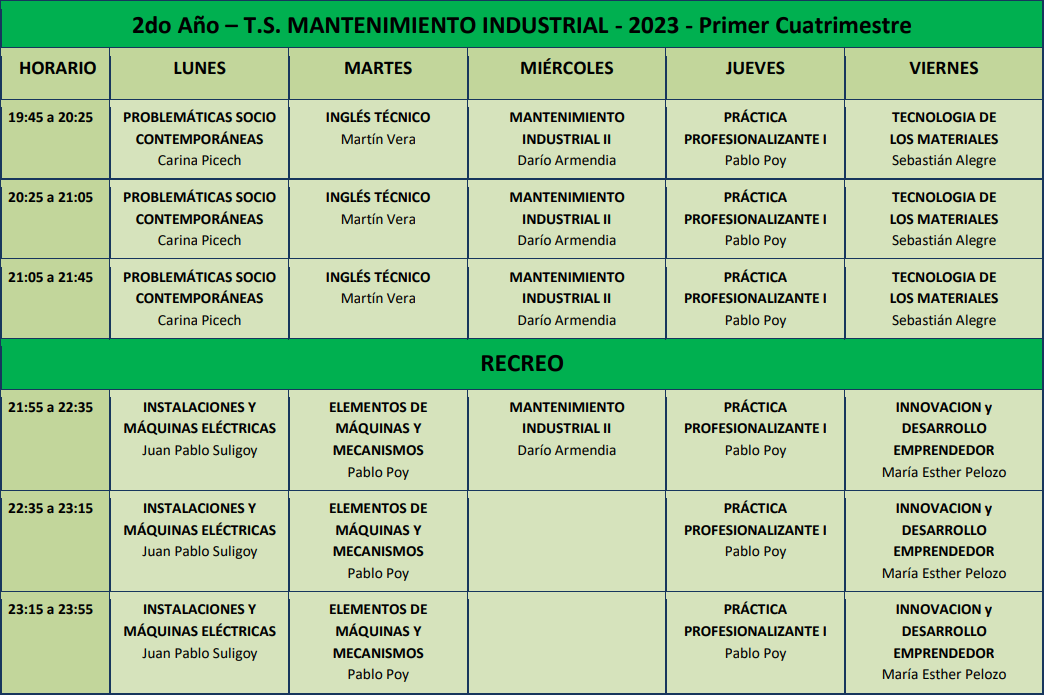 2do Año – T.S. MANTENIMIENTO INDUSTRIAL - 2023 - Primer Cuatrimestre
HORARIO LUNES MARTES MIÉRCOLES JUEVES VIERNES
19:45 a 20:25 PROBLEMÁTICAS SOCIO INGLÉS TÉCNICO MANTENIMIENTO PRÁCTICA TECNOLOGIA DE
CONTEMPORÁNEAS Martín Vera INDUSTRIAL II PROFESIONALIZANTE I LOS MATERIALES
Carina Picech Darío Armendia Pablo Poy Sebastián Alegre
20:25 a 21:05 PROBLEMÁTICAS SOCIO INGLÉS TÉCNICO MANTENIMIENTO PRÁCTICA TECNOLOGIA DE
CONTEMPORÁNEAS Martín Vera INDUSTRIAL II PROFESIONALIZANTE I LOS MATERIALES
Carina Picech Darío Armendia Pablo Poy Sebastián Alegre
21:05 a 21:45 PROBLEMÁTICAS SOCIO INGLÉS TÉCNICO MANTENIMIENTO PRÁCTICA TECNOLOGIA DE
CONTEMPORÁNEAS Martín Vera INDUSTRIAL II PROFESIONALIZANTE I LOS MATERIALES
Carina Picech Darío Armendia Pablo Poy Sebastián Alegre
RECREO
21:55 a 22:35 INSTALACIONES Y ELEMENTOS DE MANTENIMIENTO PRÁCTICA INNOVACION y
MÁQUINAS ELÉCTRICAS MÁQUINAS Y INDUSTRIAL II PROFESIONALIZANTE I DESARROLLO
Juan Pablo Suligoy MECANISMOS Darío Armendia Pablo Poy EMPRENDEDOR
Pablo Poy María Esther Pelozo
22:35 a 23:15 INSTALACIONES Y ELEMENTOS DE PRÁCTICA INNOVACION y
MÁQUINAS ELÉCTRICAS MÁQUINAS Y PROFESIONALIZANTE I DESARROLLO
Juan Pablo Suligoy MECANISMOS Pablo Poy EMPRENDEDOR
Pablo Poy María Esther Pelozo
23:15 a 23:55 INSTALACIONES Y ELEMENTOS DE PRÁCTICA INNOVACION y
MÁQUINAS ELÉCTRICAS MÁQUINAS Y PROFESIONALIZANTE I DESARROLLO
Juan Pablo Suligoy MECANISMOS Pablo Poy EMPRENDEDOR
Pablo Poy María Esther Pelozo